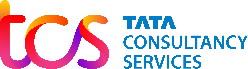 tcs
TATA
CONSULTANCY
SERVICES